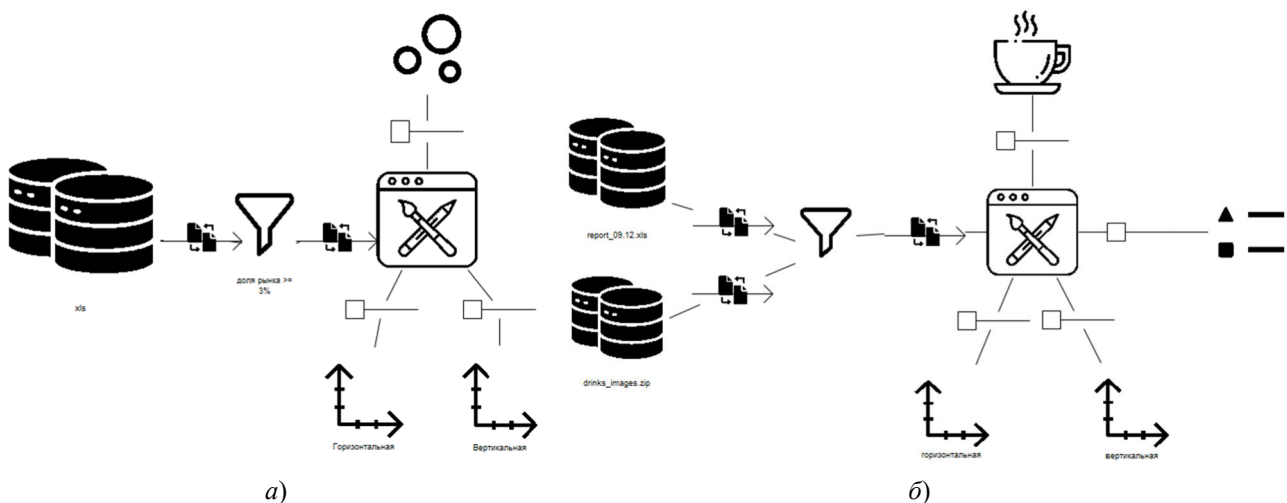 xls
доля рынка >=
3%
Горизонтальная
Вертикальная
а)
report_09.12.xls
drinks_images.zip
горизонтальная
вертикальная
б)